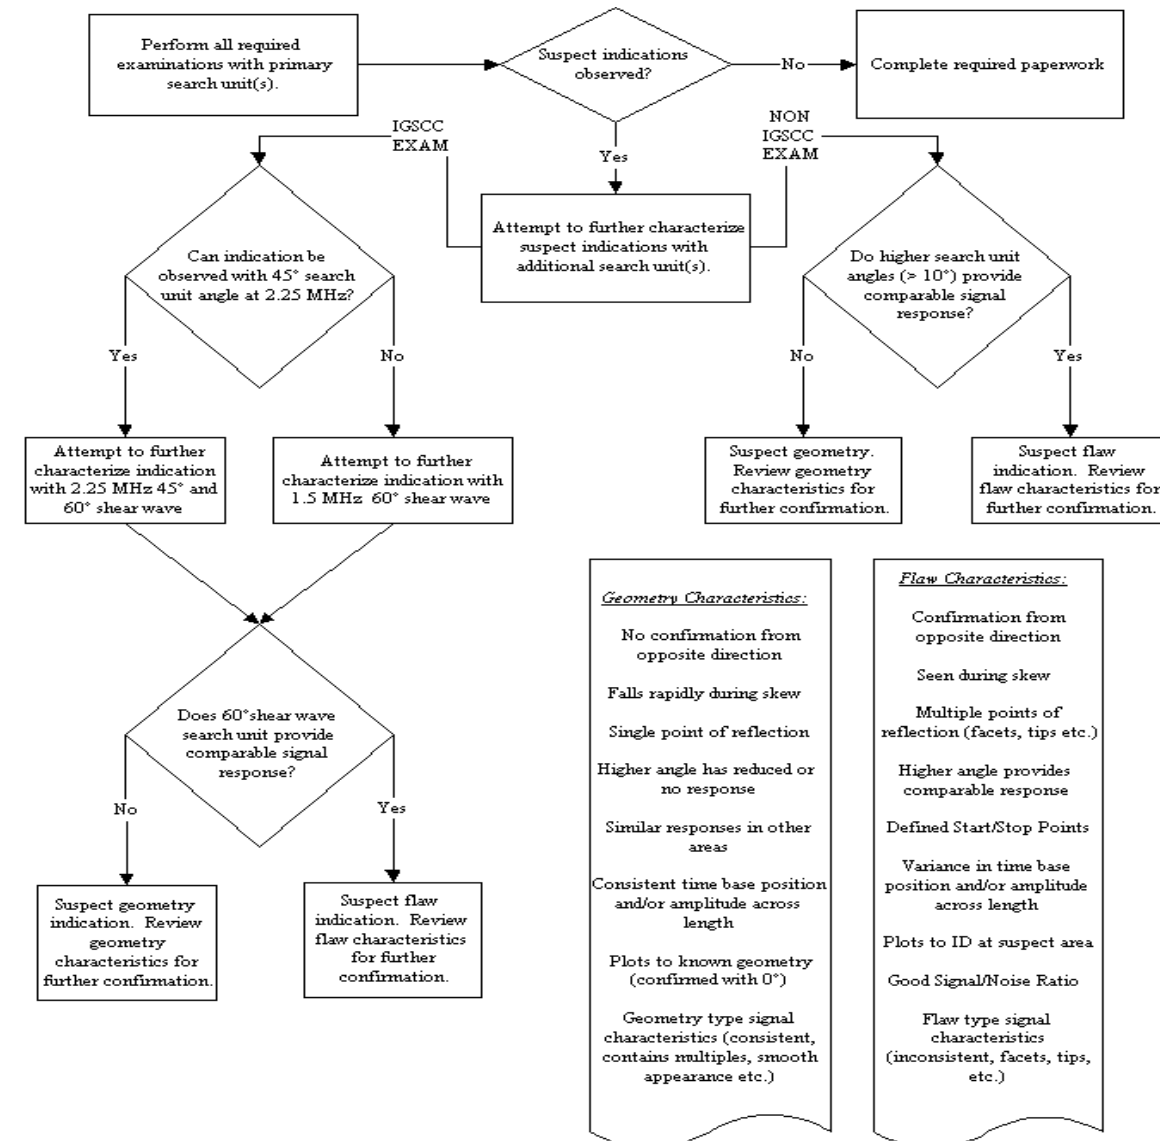 Perform all required
examinations with primary
search unit(s).
Suspect indications
observed?
No
Complete required paperwork
IGSCC
EXAM
Yes
NON
IGSCC
EXAM
Attempt to further characterize
suspect indications with
additional search unit(s).
Can indication be
observed with 45° search
unit angle at 2.25 MHz?
Do higher search unit
angles (> 10°) provide
comparable signal
response?
Yes
No
No
Yes
Attempt to further
characterize indication
with 2.25 MHz 45° and
60° shear wave
Attempt to further
characterize indication with
1.5 MHz 60° shear wave
Suspect geometry.
Review geometry
characteristics for
further confirmation.
Suspect flaw
indication. Review
flaw characteristics for
further confirmation.
Does 60°shear wave
search unit provide
comparable signal
response?
No
Yes
Suspect geometry
indication. Review
geometry
characteristics for
further confirmation.
Suspect flaw
indication. Review
flaw characteristics
for further
confirmation.
Geometry Characteristics:
No confirmation from
opposite direction
Falls rapidly during skew
Single point of reflection
Higher angle has reduced or
no response
Similar responses in other
areas
Consistent time base position
and/or amplitude across
length
Plots to known geometry
(confirmed with 0°)
Geometry type signal
characteristics (consistent,
contains multiples, smooth
appearance etc.)
Flaw Characteristics:
Confirmation from
opposite direction
Seen during skew
Multiple points of
reflection (facets, tips etc.)
Higher angle provides
comparable response
Defined Start/Stop Points
Variance in time base
position and/or amplitude
across length
Plots to ID at suspect area
Good Signal/Noise Ratio
Flaw type signal
characteristics
(inconsistent, facets, tips,
etc.)